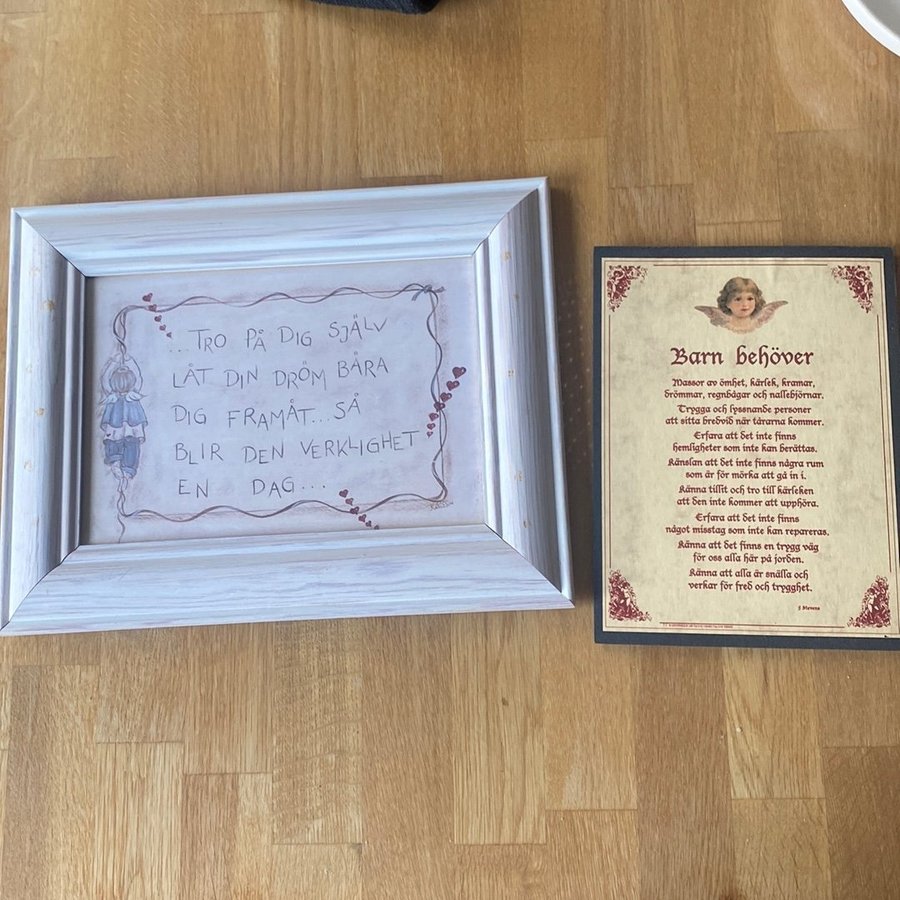 ...TRO PÅ DIG SJÄLV
LÅT DIN DRÖM BÄRA
DIG FRAMÅT...SÅ
BLIR DEN VERKLIGHET
EN DAG...
Barn behöver
Massor av ömhet, kärlek, kramar,
drömmar, regnbågar och nallebjörnar.
Trygga och lyssnande personer
att sitta bredvid när tårarna kommer.
Erfara att det inte finns
hemligheter som inte kan berättas.
Känslan att det inte finns några rum
som är för mörka att gå in i.
Känna tillit och tro till kärleken
att den inte kommer att upphöra.
Erfara att det inte finns
något misstag som inte kan repareras.
Känna att det finns en trygg väg
för oss alla här på jorden.
Känna att alla är snälla och
verkar för fred och trygghet.
J Stevens